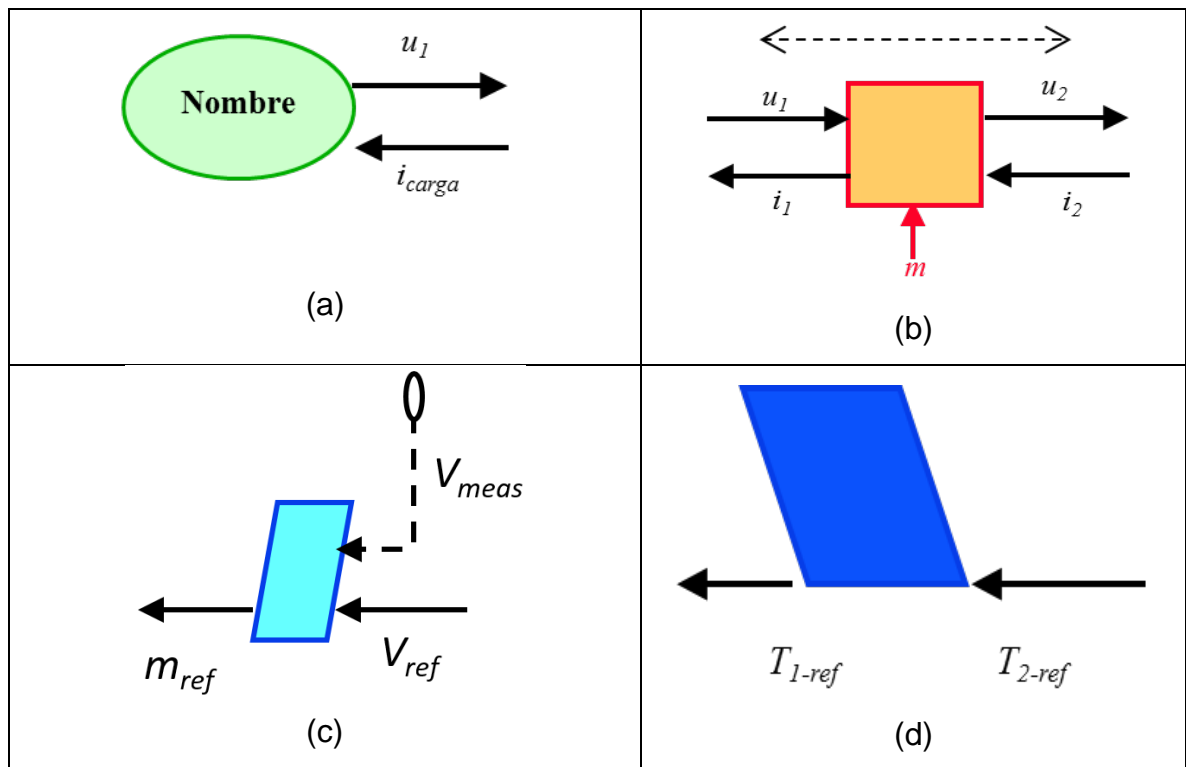 Nombre
u1
icarga
(a)
u1
u2
i1
i2
m
(b)
Vmeas
mref
Vref
(c)
T1-ref
T2-ref
(d)